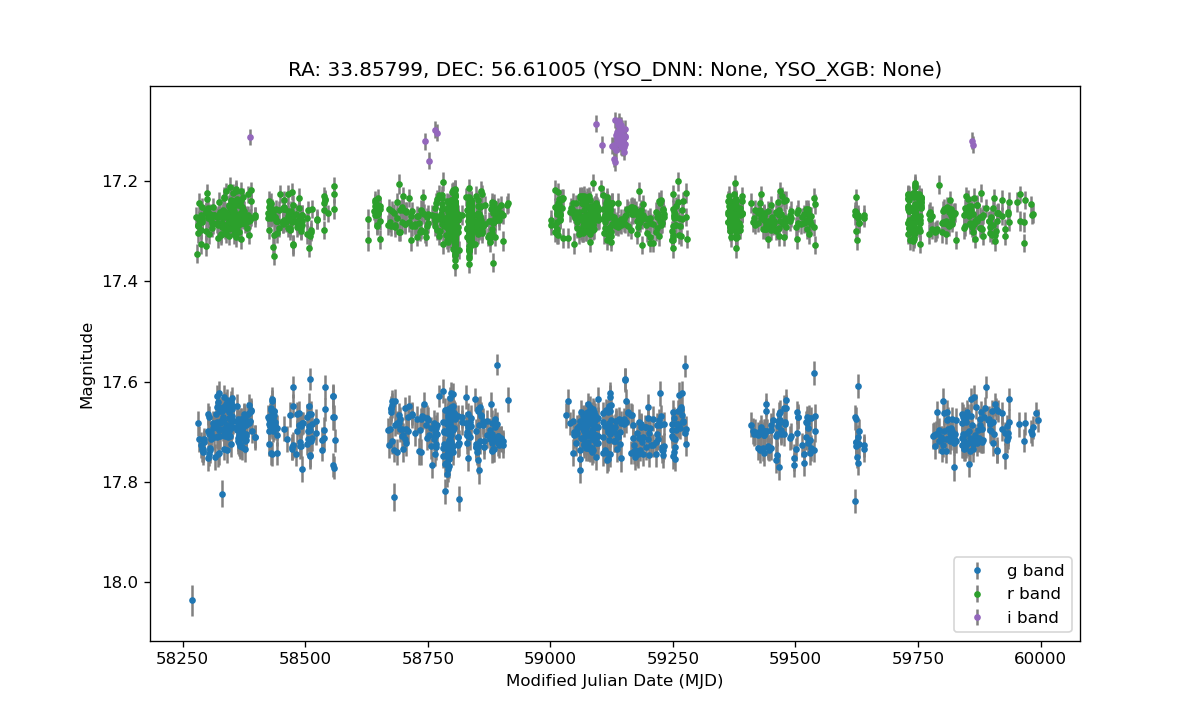 RA: 33.85799, DEC: 56.61005 (YSO_DNN: None, YSO_XGB: None)
Magnitude
17.2
17.4
17.6
17.8
18.0
g band
r band
i band
58250 58500 58750 59000 59250 59500 59750 60000
Modified Julian Date (MJD)